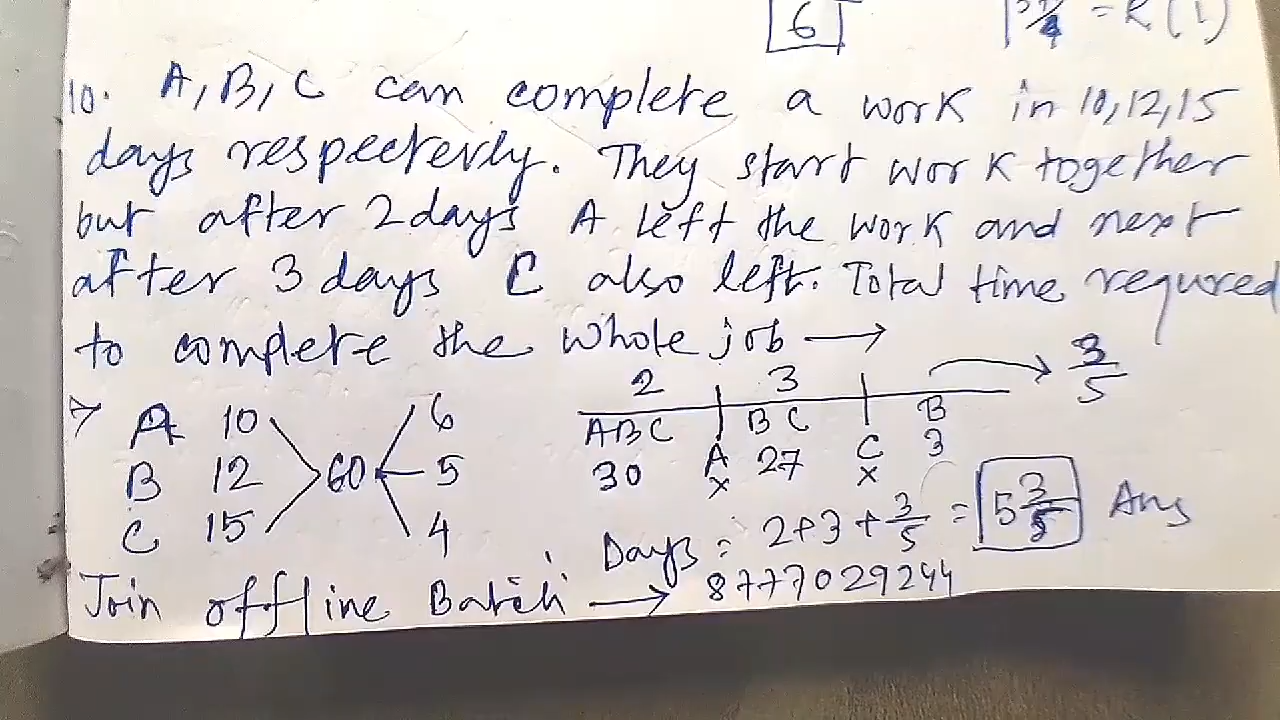 6
10. A, B, C can complete a work in 10, 12, 15
days respecterly. They start work together
but after 2 days A left the work and next
after 3 days C also left. Total time requred
to complete the whole job →
2 3 → 3/5
A 10 60 6 ABC BC B
B 12 5 30 A x 27 C x 3
C 15 4
Days = 2+3+3/5 = 5 3/5 Ans
Join offline Batch → 8777029244